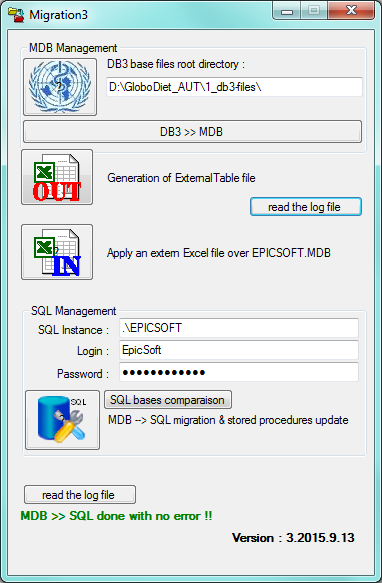 Migration3
MDB Management
DB3 base files root directory :
D:\GloboDiet_AUT\1_db3-files\
DB3 >> MDB
OUT
Generation of ExternalTable file
read the log file
IN
Apply an extern Excel file over EPICSOFT.MDB
SQL Management
SQL Instance :
.\EPICSOFT
Login :
EpicSoft
Password :
●●●●●●●●●●●●
SQL
SQL bases comparaison
MDB --> SQL migration & stored procedures update
read the log file
MDB >> SQL done with no error !!
Version : 3.2015.9.13